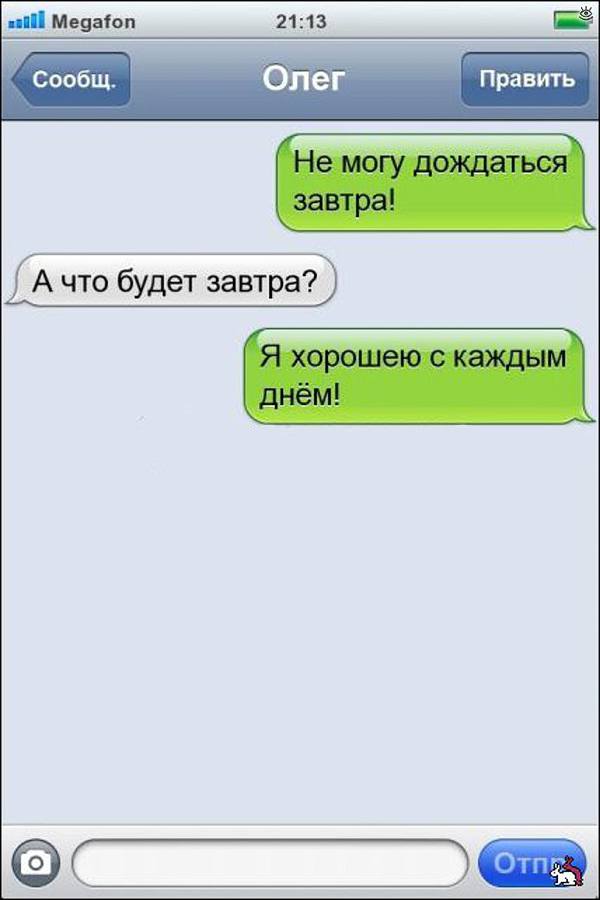 Megafon 21:13
Сообщ. Олег Править
Не могу дождаться
завтра!
А что будет завтра?
Я хорошею с каждым
днём!